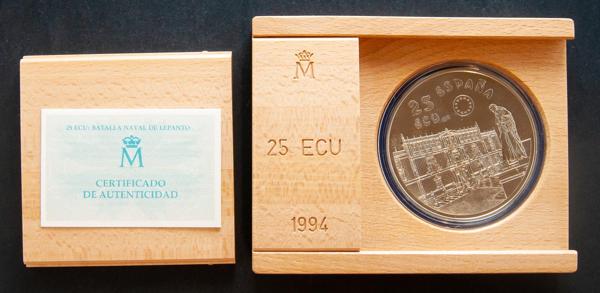 25 ECU: BATALLA NAVAL DE LEPANTO
M
CERTIFICADO
DE AUTENTICIDAD
M
25 ECU
1994
ESPAÑA
25
ECU